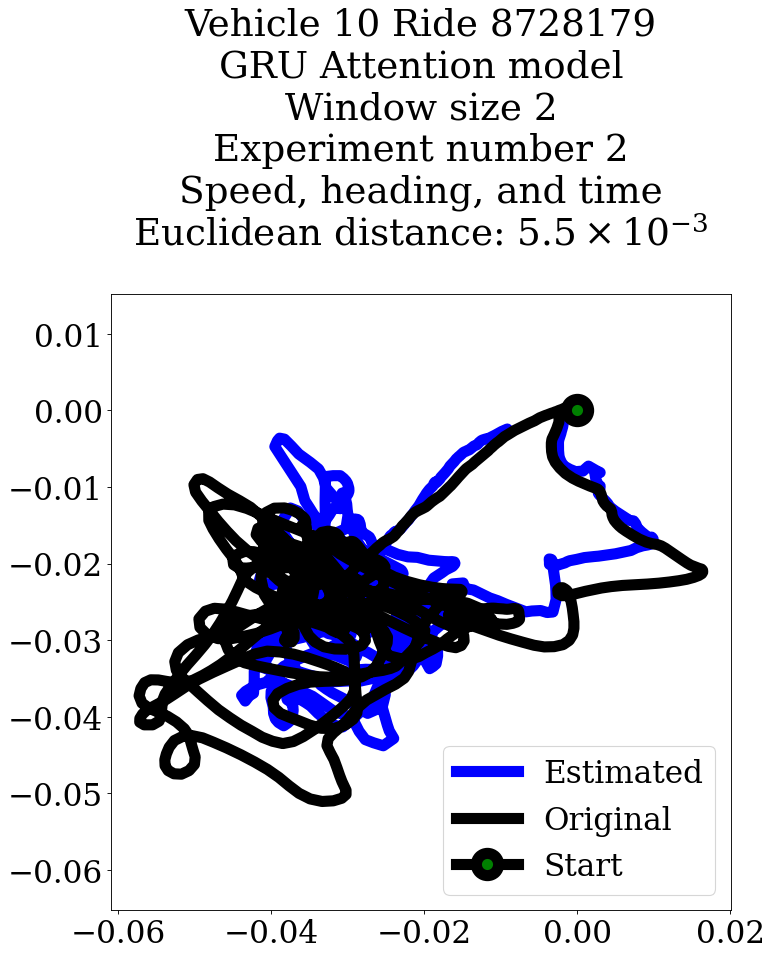 Vehicle 10 Ride 8728179
GRU Attention model
Window size 2
Experiment number 2
Speed, heading, and time
Euclidean distance: 5.5 × 10⁻³
0.01
0.00
−0.01
−0.02
−0.03
−0.04
−0.05
−0.06
Estimated
Original
Start
−0.06 −0.04 −0.02 0.00 0.02